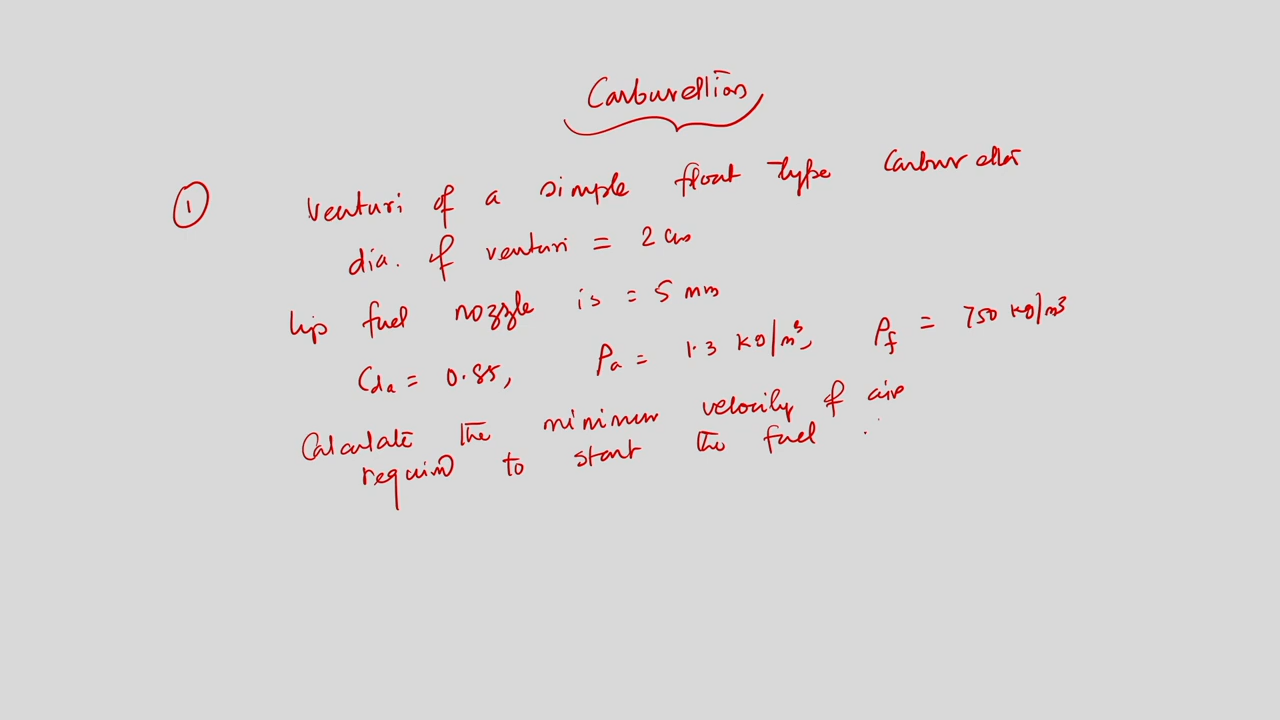 Carburettion
① Venturi of a simple float type Carburettor
dia. of venturi = 2 cm
lip fuel nozzle is = 5 mm
Cda = 0.85, ρa = 1.3 kg/m³, ρf = 750 kg/m³
Calculate the minimum velocity of air
required to start the fuel